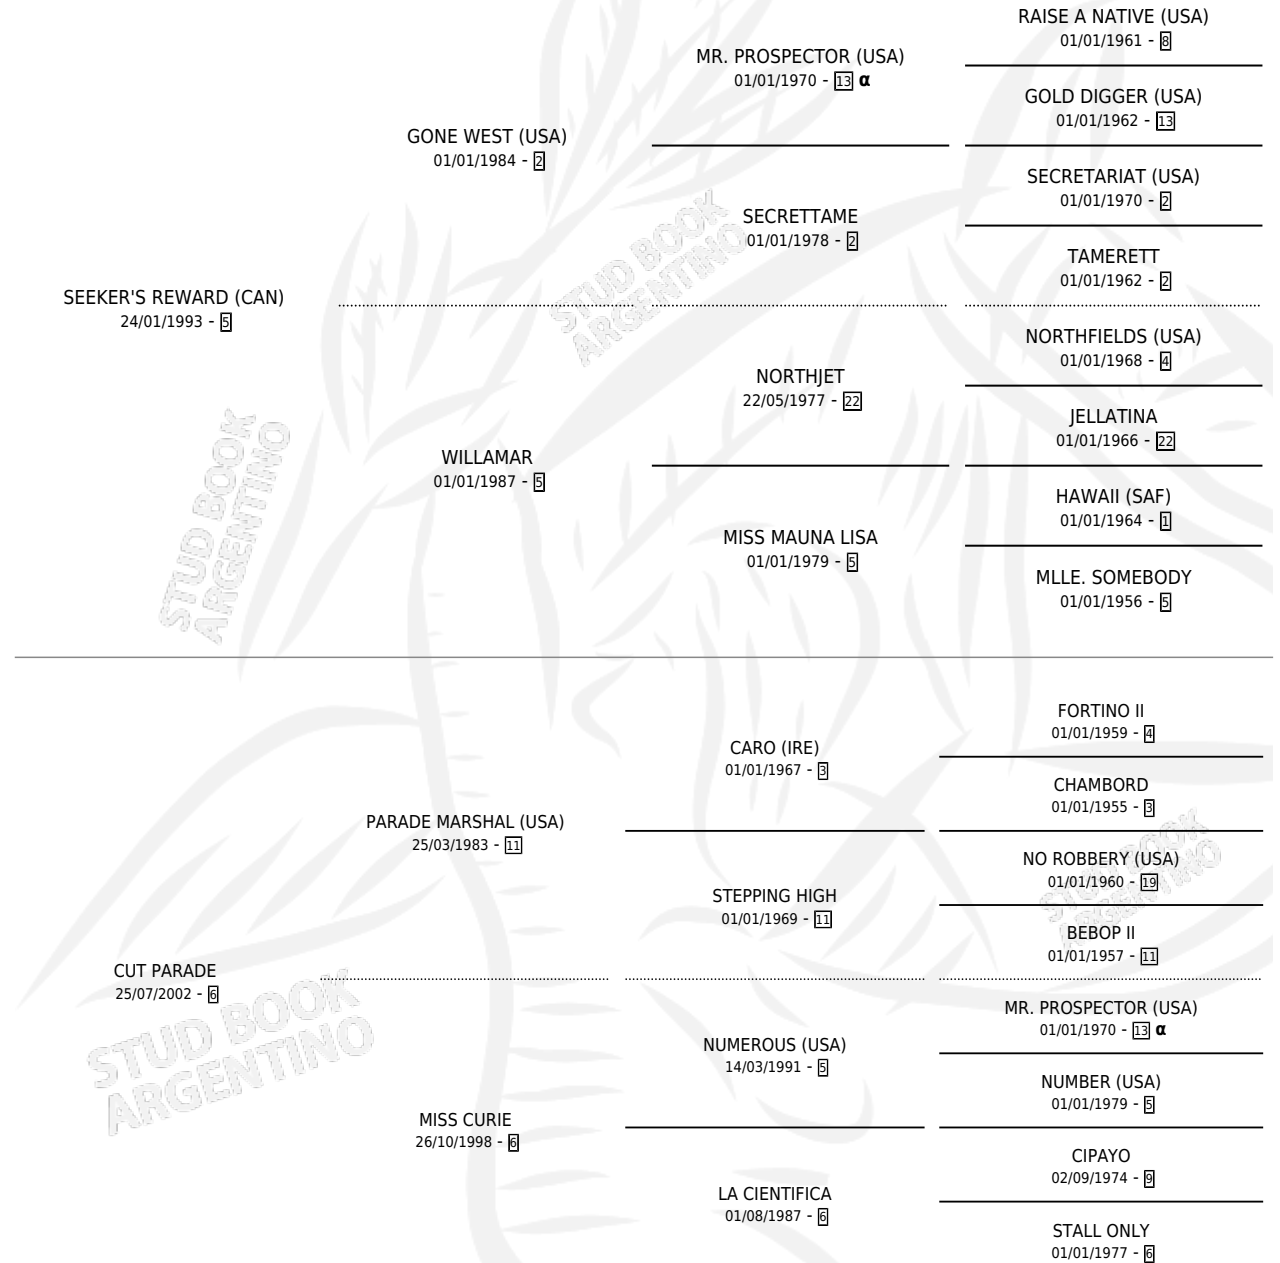 RAISE A NATIVE (USA)
01/01/1961 - 8
MR. PROSPECTOR (USA)
01/01/1970 - 13 α
GOLD DIGGER (USA)
01/01/1962 - 13
GONE WEST (USA)
01/01/1984 - 2
SECRETARIAT (USA)
01/01/1970 - 2
SECRETTAME
01/01/1978 - 2
TAMERETT
01/01/1962 - 2
SEEKER'S REWARD (CAN)
24/01/1993 - 5
NORTHFIELDS (USA)
01/01/1968 - 4
NORTHJET
22/05/1977 - 22
JELLATINA
01/01/1966 - 22
WILLAMAR
01/01/1987 - 5
HAWAII (SAF)
01/01/1964 - 1
MISS MAUNA LISA
01/01/1979 - 5
MLLE. SOMEBODY
01/01/1956 - 5
FORTINO II
01/01/1959 - 4
CARO (IRE)
01/01/1967 - 3
CHAMBORD
01/01/1955 - 3
PARADE MARSHAL (USA)
25/03/1983 - 11
NO ROBBERY (USA)
01/01/1960 - 19
STEPPING HIGH
01/01/1969 - 11
BEBOP II
01/01/1957 - 11
CUT PARADE
25/07/2002 - 6
MR. PROSPECTOR (USA)
01/01/1970 - 13 α
NUMEROUS (USA)
14/03/1991 - 5
NUMBER (USA)
01/01/1979 - 5
MISS CURIE
26/10/1998 - 6
CIPAYO
02/09/1974 - 9
LA CIENTIFICA
01/08/1987 - 6
STALL ONLY
01/01/1977 - 6
STUD BOOK
ARGENTINO
STUD BOOK
ARGENTINO
STUD BOOK
ARGENTINO
STUD BOOK
ARGENTINO